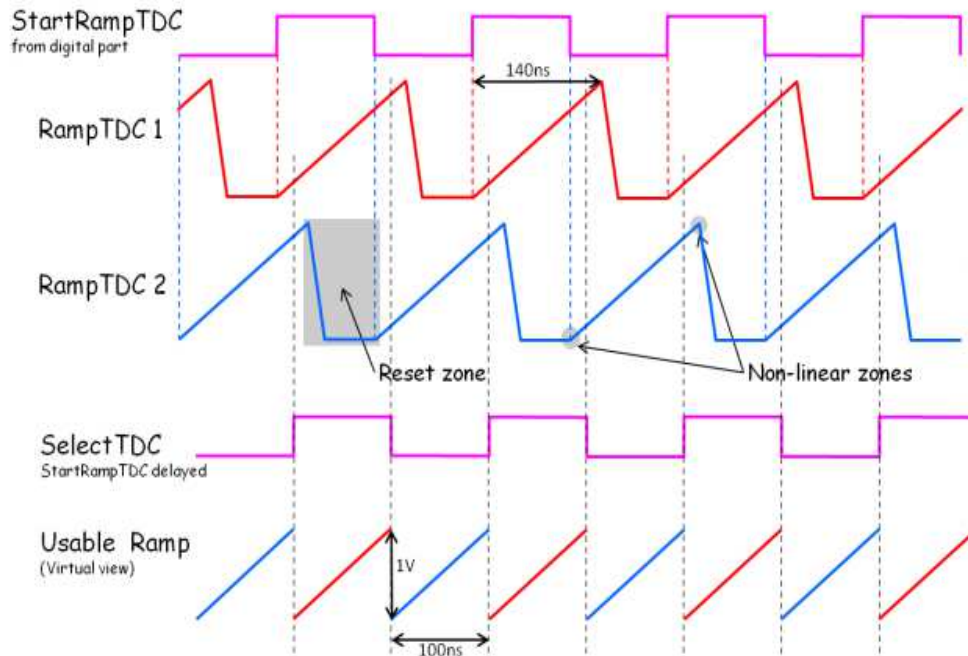 StartRampTDC
from digital part
140ns
RampTDC 1
RampTDC 2
Reset zone
Non-linear zones
SelectTDC
StartRampTDC delayed
Usable Ramp
(Virtual view)
1V
100ns